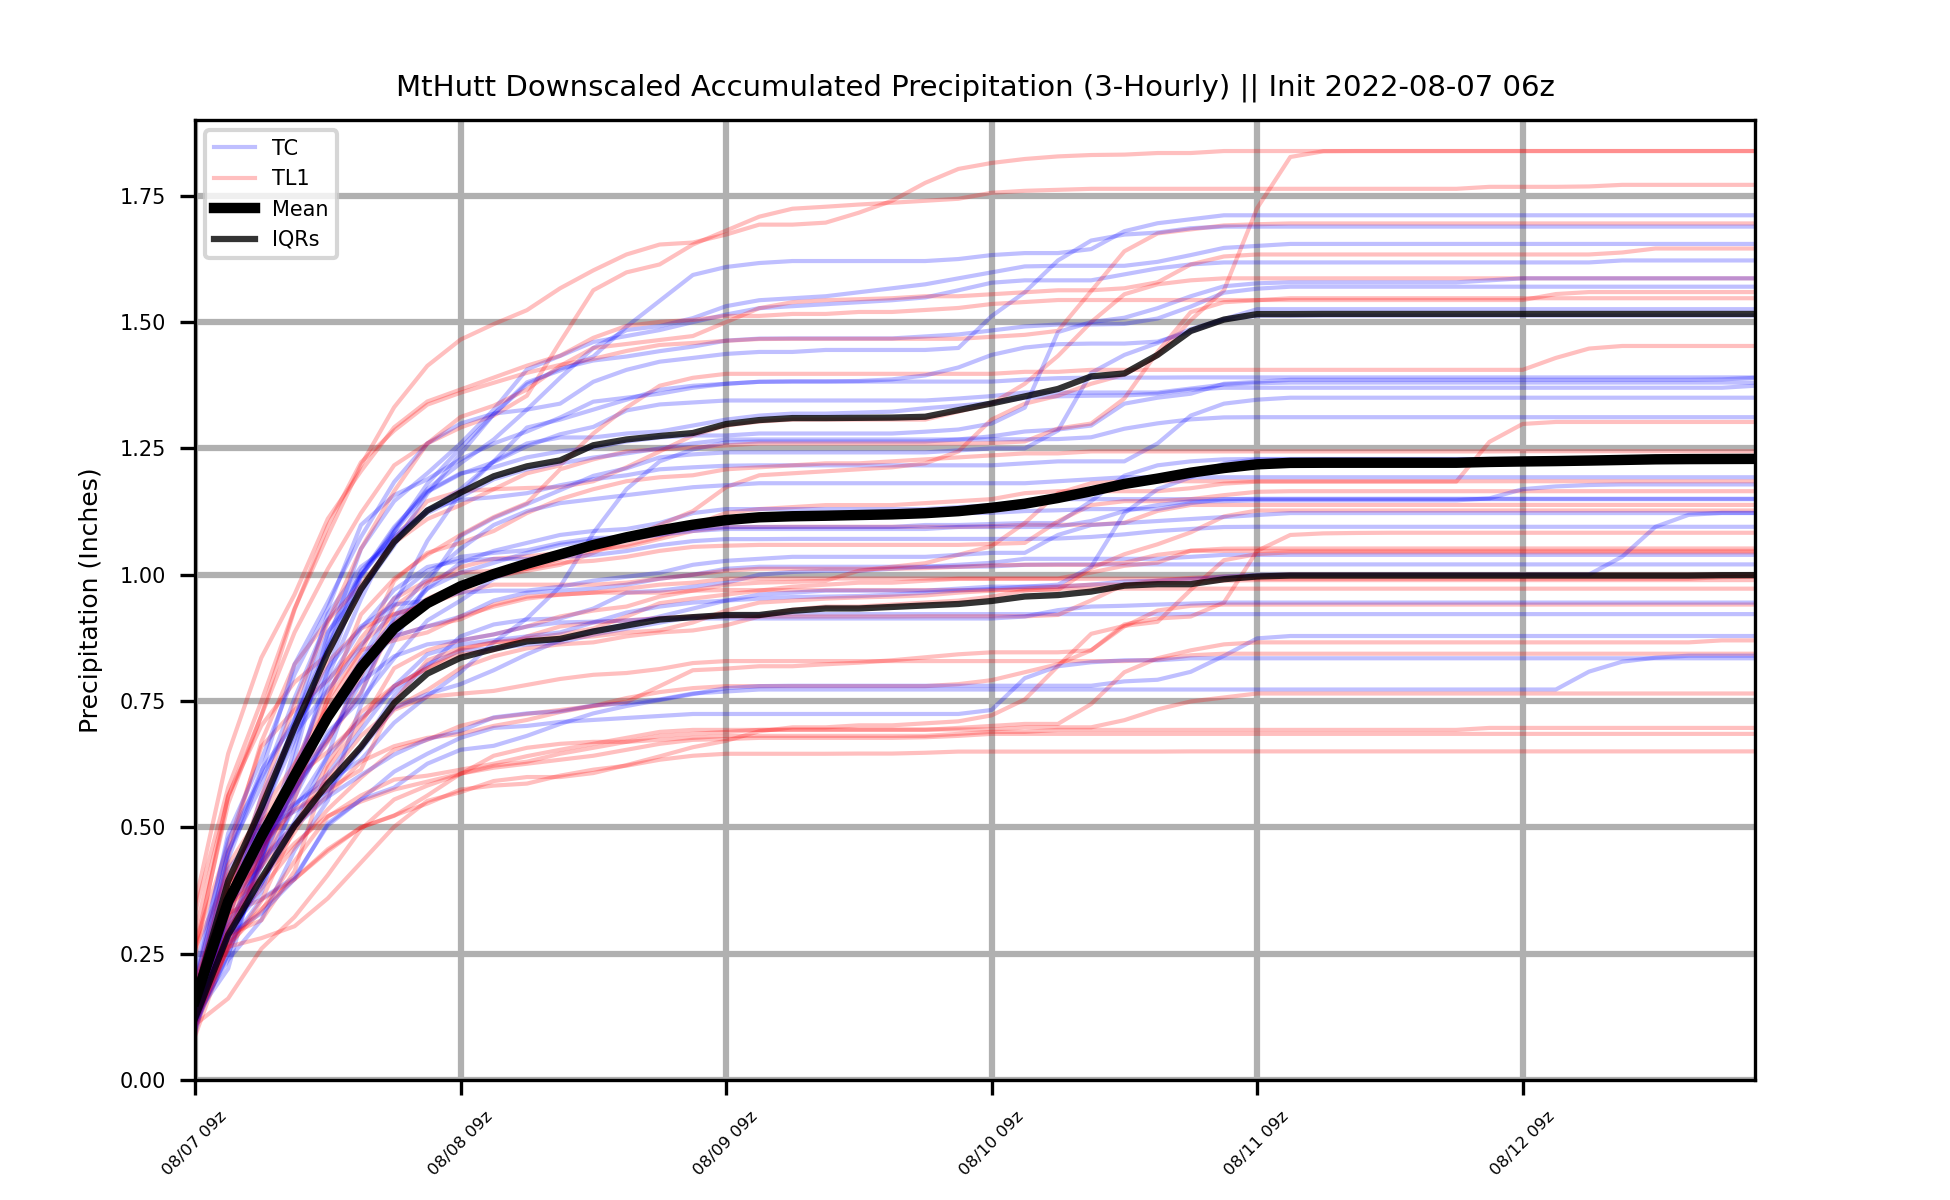 MtHutt Downscaled Accumulated Precipitation (3-Hourly) || Init 2022-08-07 06z
TC
TL1
Mean
IQRs
Precipitation (Inches)
1.75
1.50
1.25
1.00
0.75
0.50
0.25
0.00
08/07 09z
08/08 09z
08/09 09z
08/10 09z
08/11 09z
08/12 09z